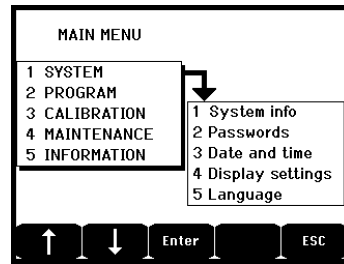 MAIN MENU
1 SYSTEM
2 PROGRAM
3 CALIBRATION
4 MAINTENANCE
5 INFORMATION
1 System info
2 Passwords
3 Date and time
4 Display settings
5 Language
↑ ↓ Enter ESC